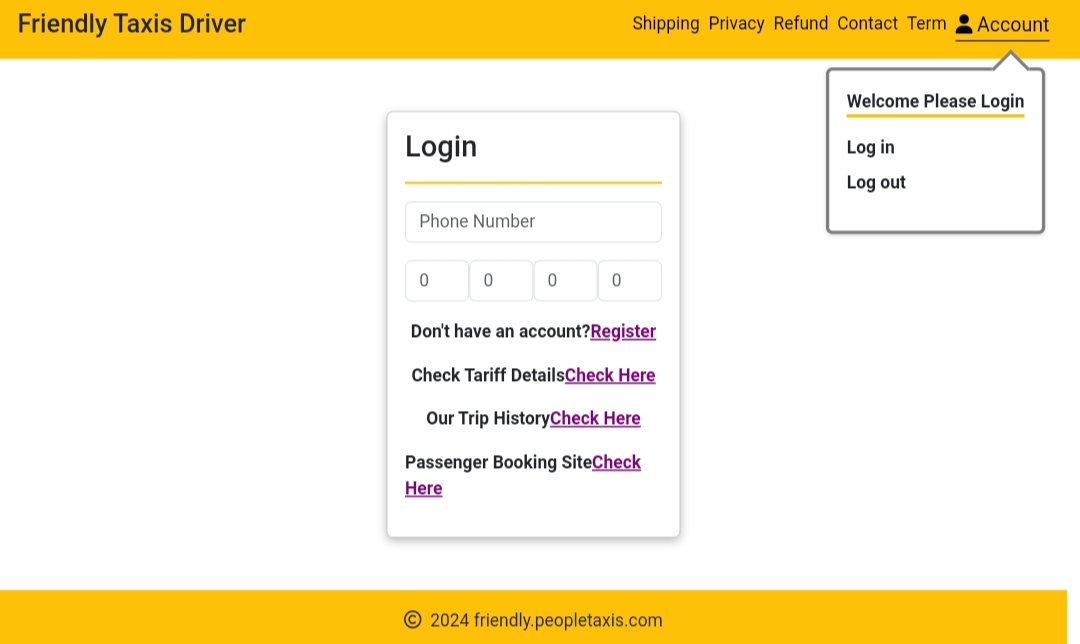 Friendly Taxis Driver
Shipping Privacy Refund Contact Term Account
Welcome Please Login
Log in
Log out
Login
Phone Number
0 0 0 0
Don't have an account?Register
Check Tariff DetailsCheck Here
Our Trip HistoryCheck Here
Passenger Booking SiteCheck
Here
© 2024 friendly.peopletaxis.com